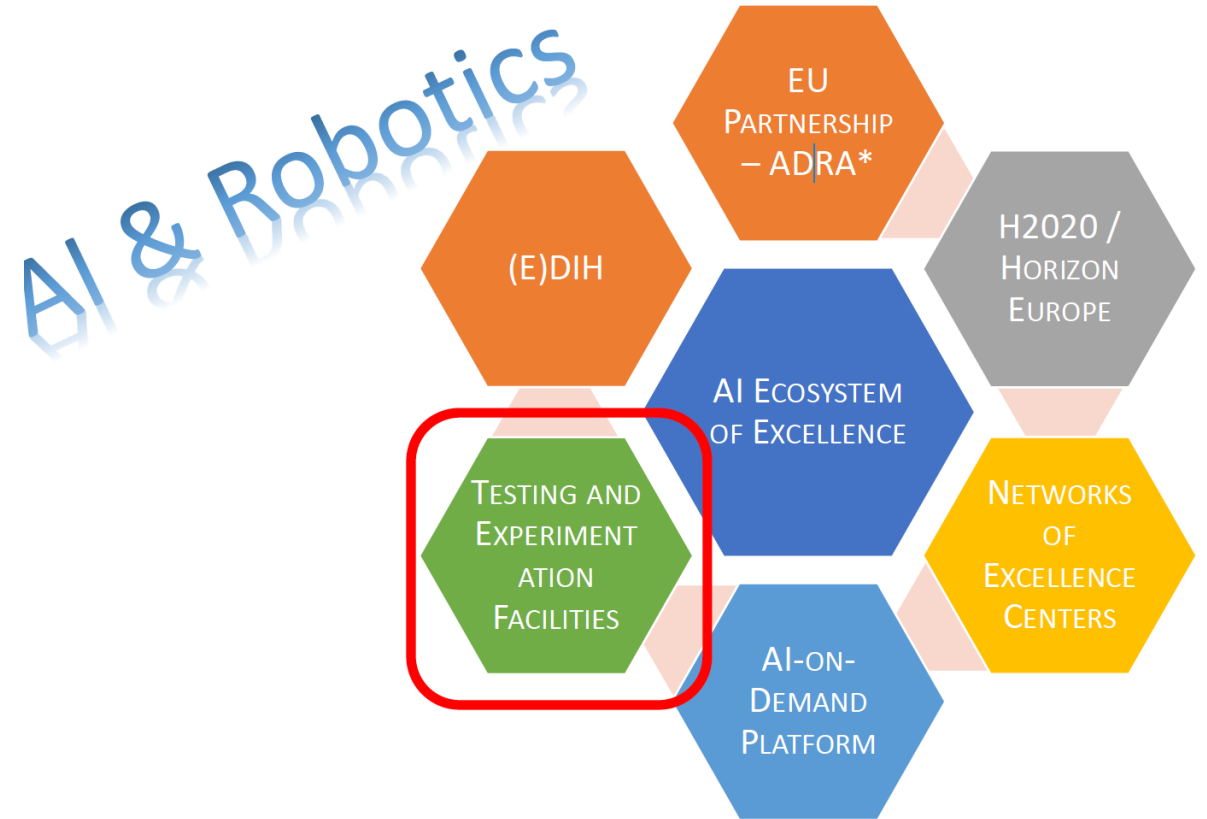 AI & Robotics
EU
PARTNERSHIP
– ADRA*
(E)DIH
H2020 /
HORIZON
EUROPE
AI ECOSYSTEM
OF EXCELLENCE
TESTING AND
EXPERIMENT
ATION
FACILITIES
NETWORKS
OF
EXCELLENCE
CENTERS
AI-ON-
DEMAND
PLATFORM